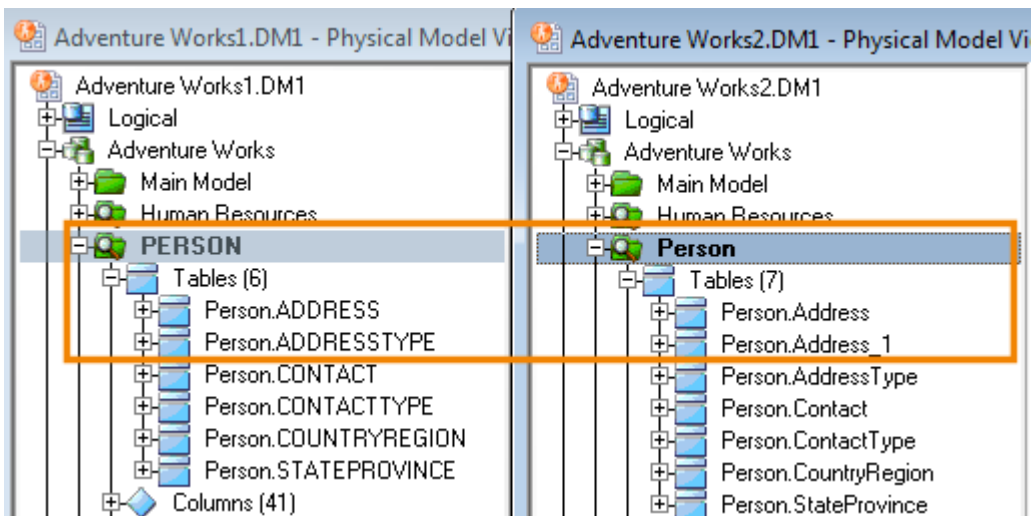 Adventure Works1.DM1 - Physical Model Vi
Adventure Works1.DM1
Logical
Adventure Works
Main Model
Human Resources
PERSON
Tables (6)
Person.ADDRESS
Person.ADDRESSTYPE
Person.CONTACT
Person.CONTACTTYPE
Person.COUNTRYREGION
Person.STATEPROVINCE
Columns (41)
Adventure Works2.DM1 - Physical Model Vi
Adventure Works2.DM1
Logical
Adventure Works
Main Model
Human Resources
Person
Tables (7)
Person.Address
Person.Address_1
Person.AddressType
Person.Contact
Person.ContactType
Person.CountryRegion
Person.StateProvince